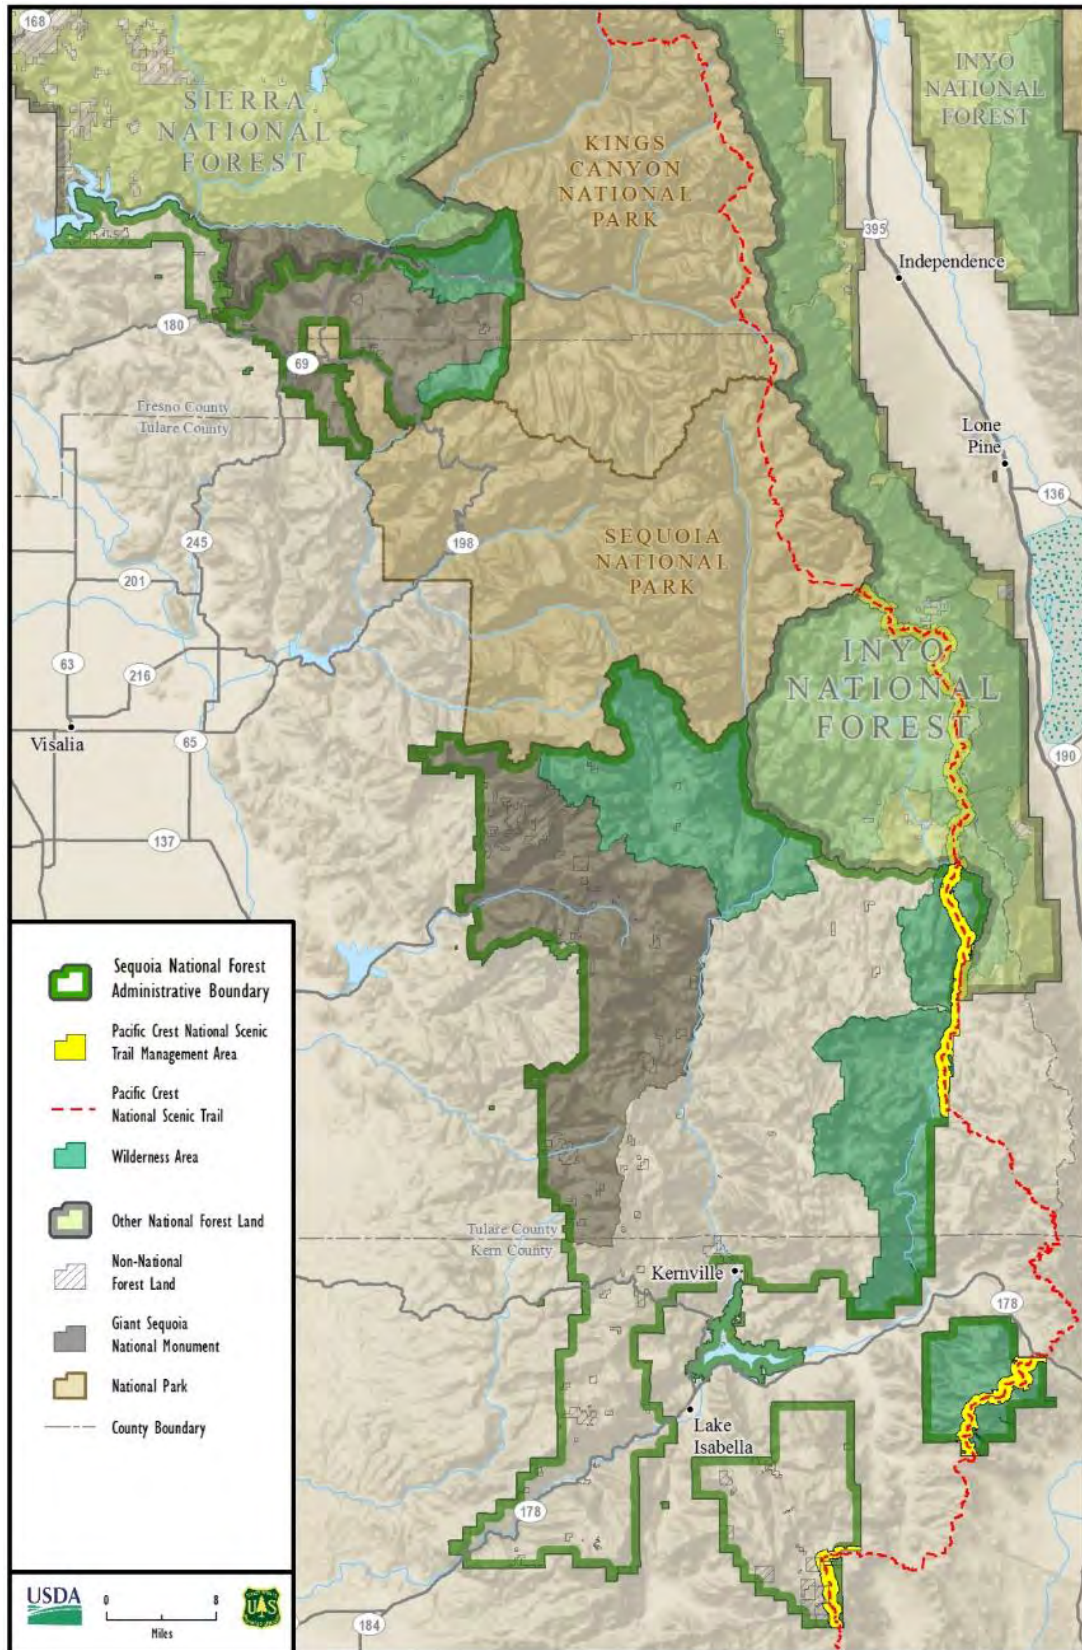 168
SIERRA
NATIONAL
FOREST
KINGS
CANYON
NATIONAL
PARK
INYO
NATIONAL
FOREST
395
Independence
180
69
Fresno County
Tulare County
Lone
Pine
136
245
198
SEQUOIA
NATIONAL
PARK
201
63
216
INYO
NATIONAL
FOREST
Visalia
65
190
137
Sequoia National Forest
Administrative Boundary
Pacific Crest National Scenic
Trail Management Area
Pacific Crest
National Scenic Trail
Wilderness Area
Other National Forest Land
Non-National
Forest Land
Giant Sequoia
National Monument
National Park
County Boundary
Tulare County
Kern County
Kernville
178
Lake
Isabella
178
184
USDA
0 8
Miles
U S